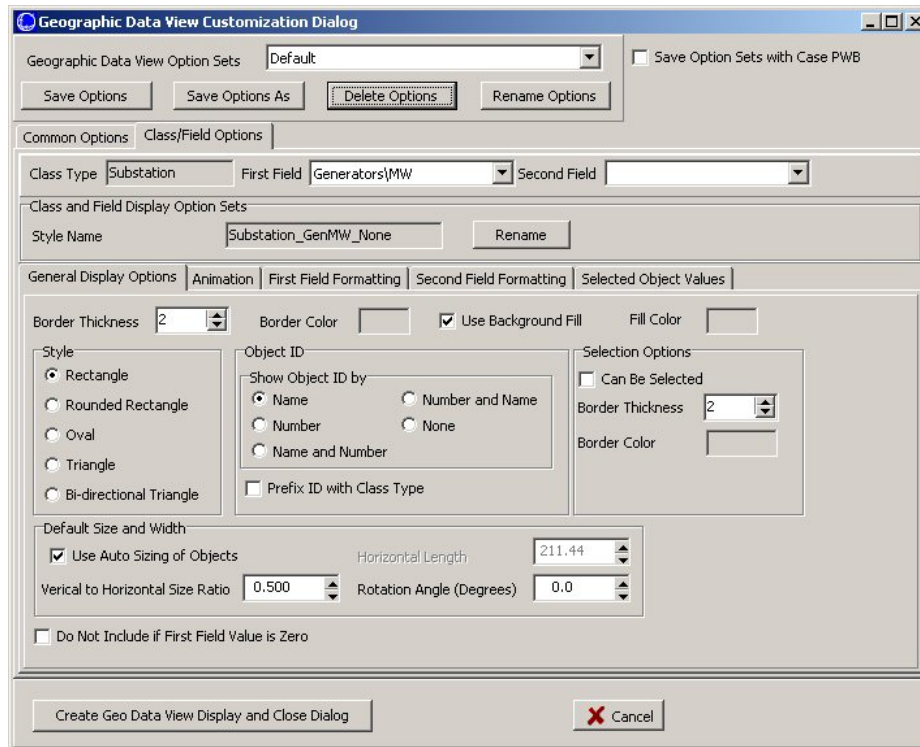 Geographic Data View Customization Dialog
Geographic Data View Option Sets Default Save Option Sets with Case PWB
Save Options Save Options As Delete Options Rename Options
Common Options Class/Field Options
Class Type Substation First Field Generators\MW Second Field
Class and Field Display Option Sets
Style Name Substation_GenMW_None Rename
General Display Options Animation First Field Formatting Second Field Formatting Selected Object Values
Border Thickness 2 Border Color Use Background Fill Fill Color
Style Object ID Selection Options
Rectangle Show Object ID by Can Be Selected
Rounded Rectangle Name Number and Name Border Thickness 2
Oval Number None Border Color
Triangle Name and Number
Bi-directional Triangle Prefix ID with Class Type
Default Size and Width
Use Auto Sizing of Objects Horizontal Length 211.44
Verical to Horizontal Size Ratio 0.500 Rotation Angle (Degrees) 0.0
Do Not Include if First Field Value is Zero
Create Geo Data View Display and Close Dialog Cancel